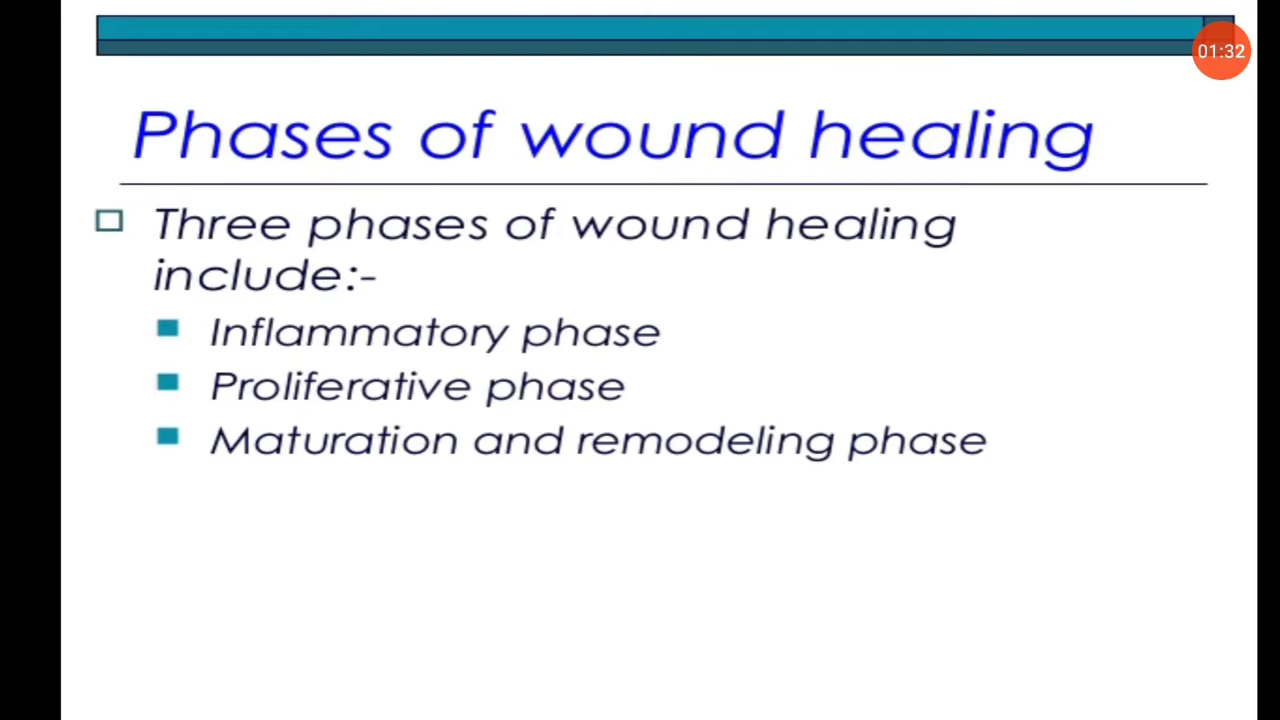 01:32
Phases of wound healing
Three phases of wound healing
include:-
Inflammatory phase
Proliferative phase
Maturation and remodeling phase